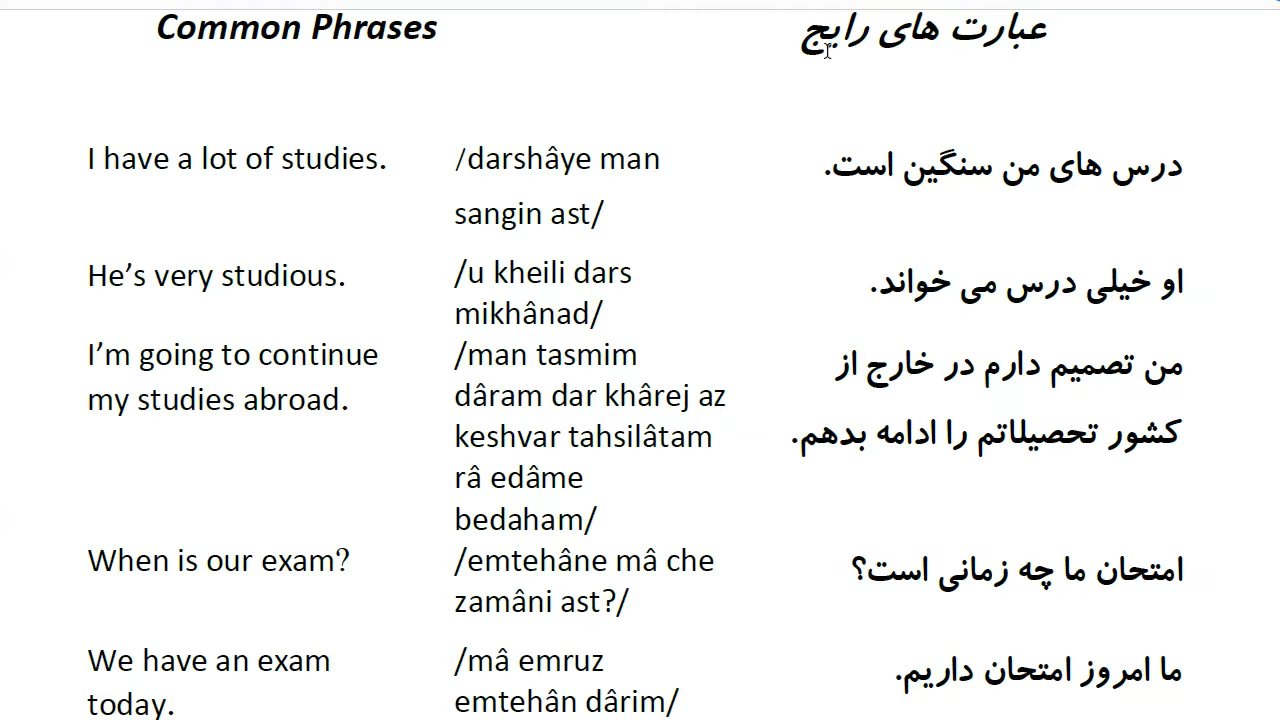 Common Phrases
عبارت های رایج
I have a lot of studies.
/darshâye man
sangin ast/
درس های من سنگین است.
He’s very studious.
/u kheili dars
mikhânad/
او خیلی درس می خواند.
I’m going to continue
my studies abroad.
/man tasmim
dâram dar khârej az
keshvar tahsilâtam
râ edâme
bedaham/
من تصمیم دارم در خارج از
کشور تحصیلاتم را ادامه بدهم.
When is our exam?
/emtehâne mâ che
zamâni ast?/
امتحان ما چه زمانی است؟
We have an exam
today.
/mâ emruz
emtehân dârim/
ما امروز امتحان داریم.